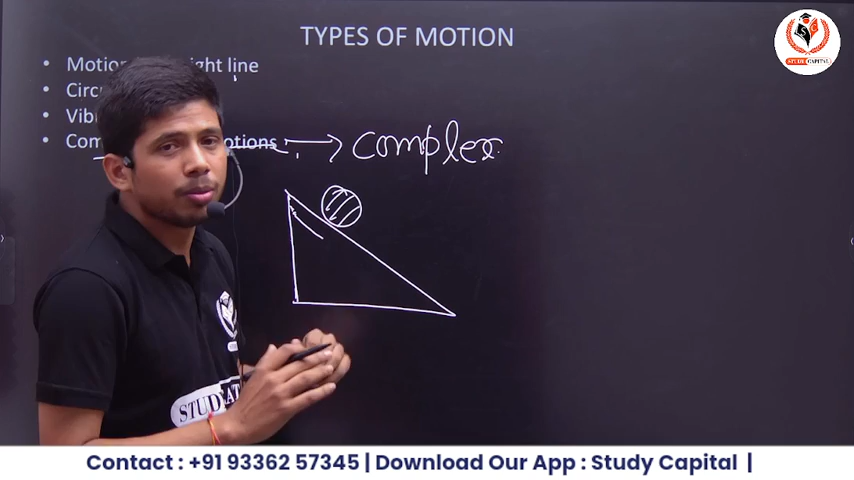 TYPES OF MOTION
STUDY CAPITAL
• Motion ight line
• Circ
• Vib
• Com otions → complex
STUDY
Contact : +91 93362 57345 | Download Our App : Study Capital |